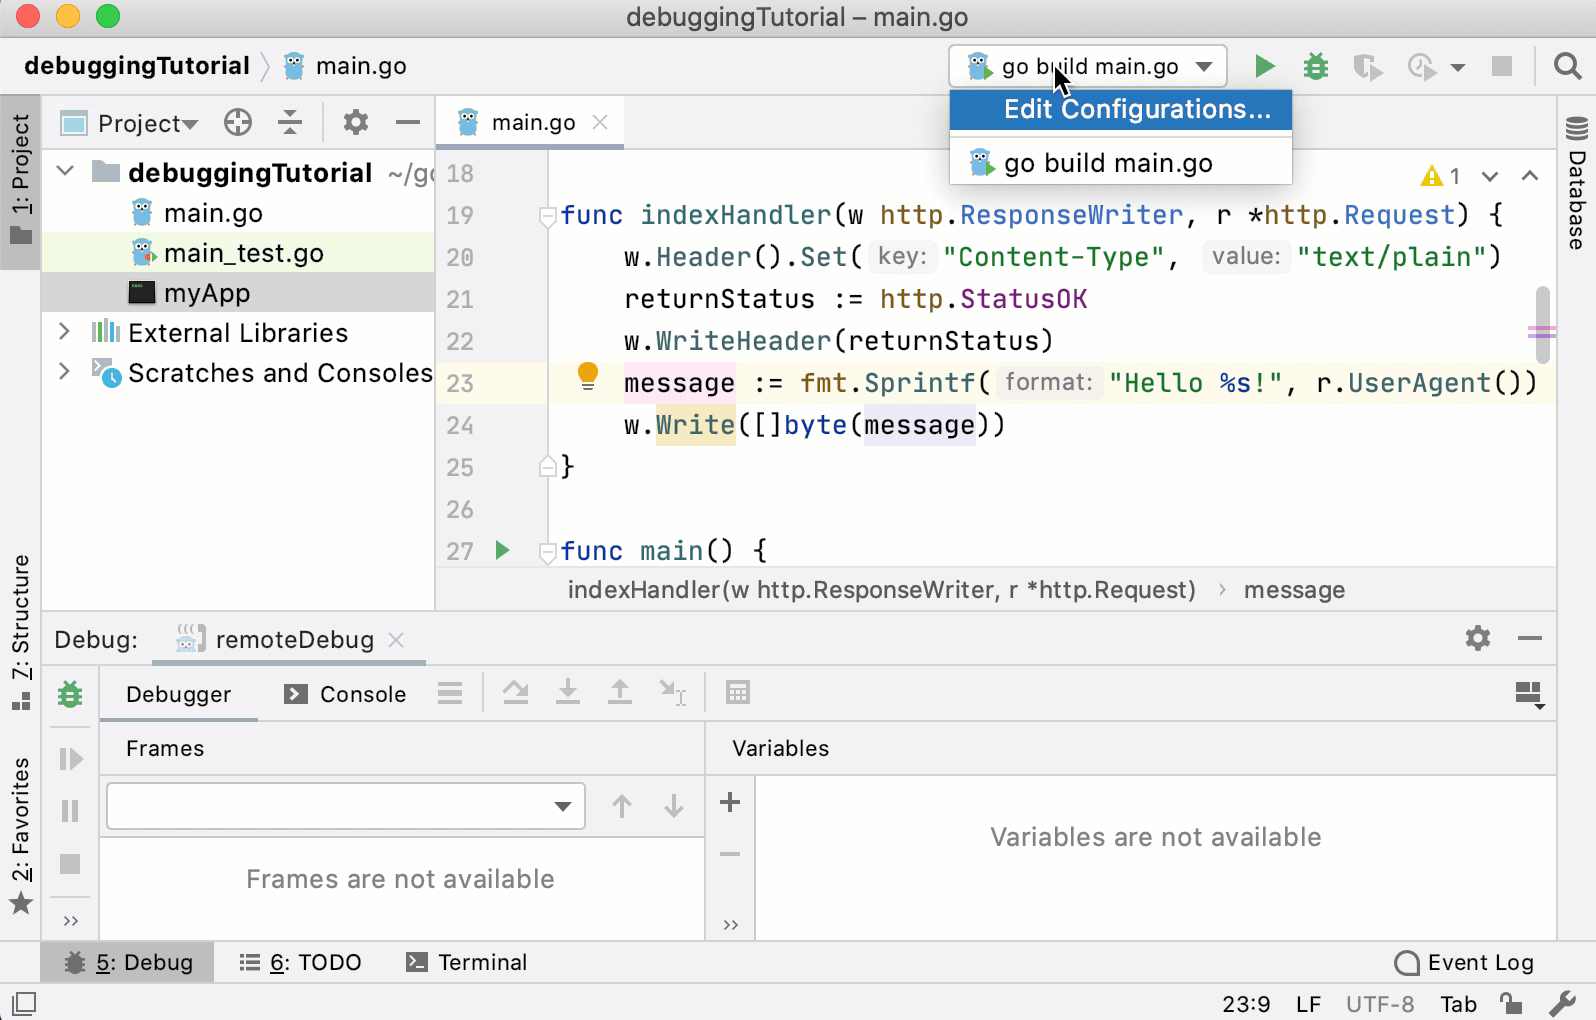 debuggingTutorial – main.go
debuggingTutorial
main.go
go build main.go
Edit Configurations...
go build main.go
1: Project
Project
main.go
debuggingTutorial ~/go
main.go
main_test.go
myApp
External Libraries
Scratches and Consoles
1
18
19 func indexHandler(w http.ResponseWriter, r *http.Request) {
20 w.Header().Set( key: "Content-Type", value: "text/plain")
21 returnStatus := http.StatusOK
22 w.WriteHeader(returnStatus)
23 message := fmt.Sprintf( format: "Hello %s!", r.UserAgent())
24 w.Write([]byte(message))
25 }
26
27 func main() {
indexHandler(w http.ResponseWriter, r *http.Request) › message
Database
7: Structure
2: Favorites
Debug: remoteDebug
Debugger Console
Frames Variables
Frames are not available
Variables are not available
5: Debug 6: TODO Terminal Event Log
23:9 LF UTF-8 Tab